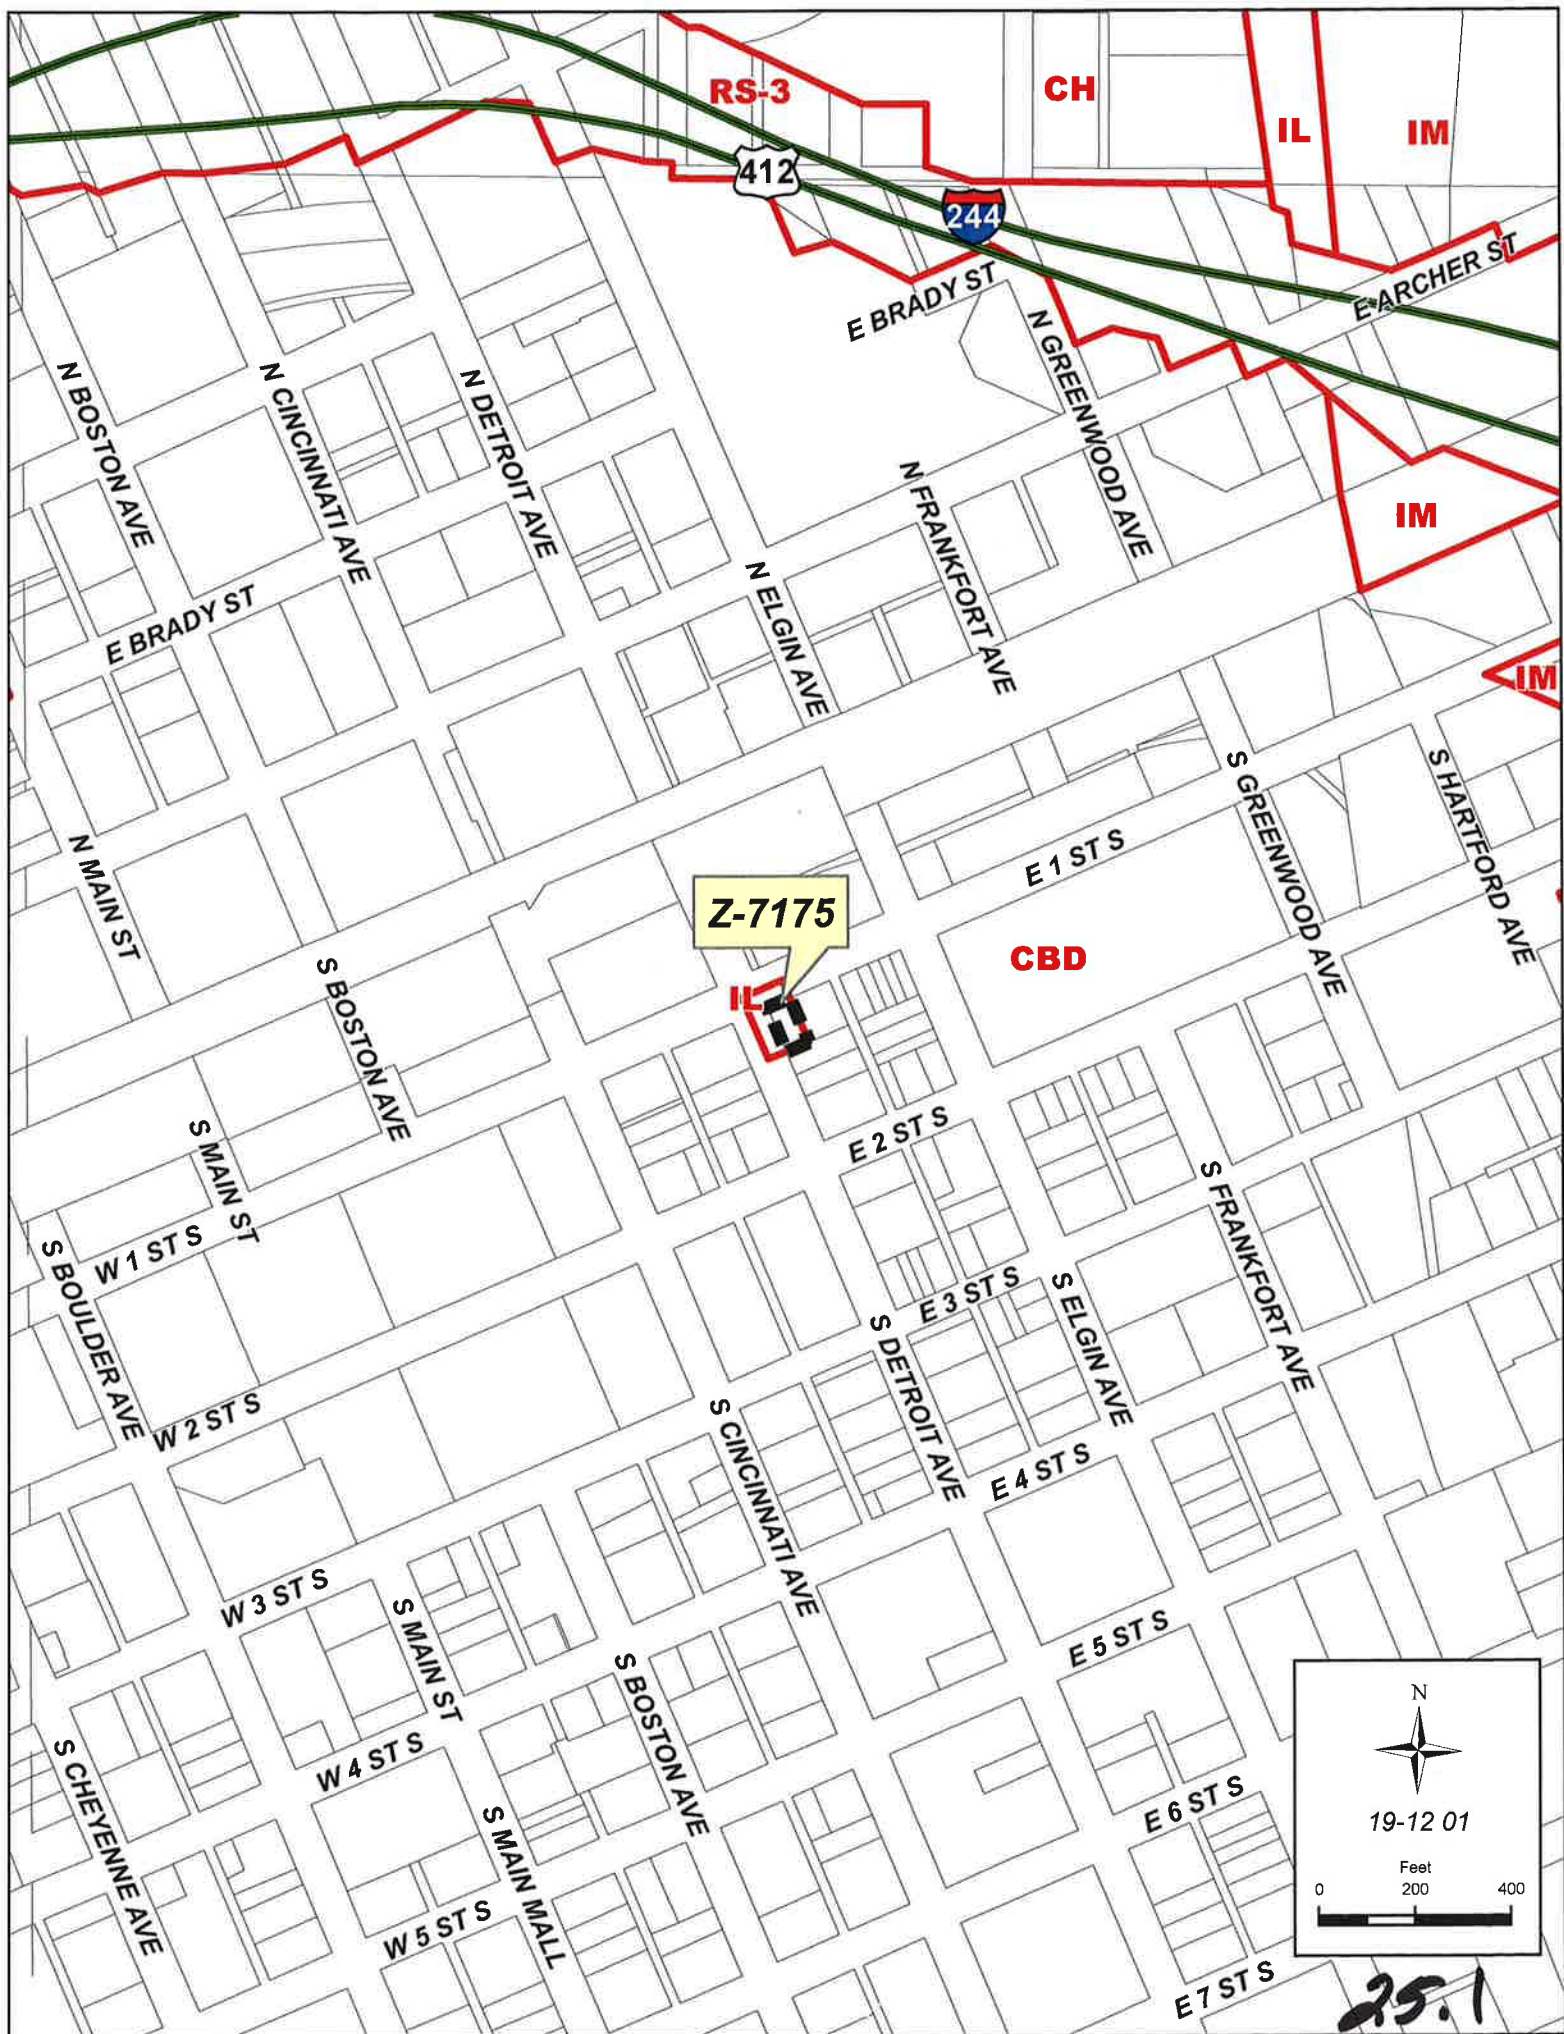 RS-3
CH
IL
IM
412
244
E ARCHER ST
E BRADY ST
N GREENWOOD AVE
N BOSTON AVE
N CINCINNATI AVE
N DETROIT AVE
N FRANKFORT AVE
IM
N ELGIN AVE
E BRADY ST
IM
S GREENWOOD AVE
S HARTFORD AVE
N MAIN ST
E 1 ST S
Z-7175
CBD
S BOSTON AVE
IL
S MAIN ST
E 2 ST S
S FRANKFORT AVE
W 1 ST S
S BOULDER AVE
E 3 ST S
S ELGIN AVE
S DETROIT AVE
W 2 ST S
S CINCINNATI AVE
E 4 ST S
W 3 ST S
S MAIN ST
E 5 ST S
S BOSTON AVE
W 4 ST S
S CHEYENNE AVE
E 6 ST S
S MAIN MALL
W 5 ST S
E 7 ST S
N
19-12 01
Feet
0 200 400
25.1